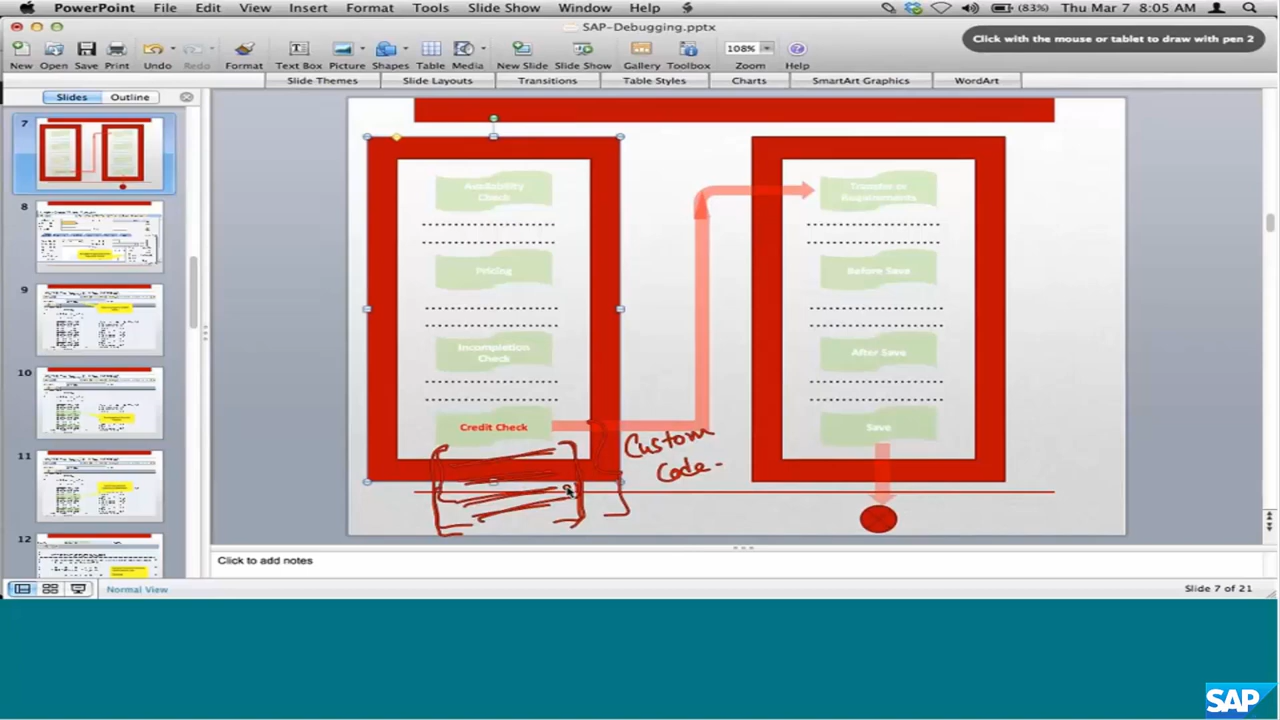 PowerPoint File Edit View Insert Format Tools Slide Show Window Help (83%) Thu Mar 7 8:05 AM
SAP-Debugging.pptx
Click with the mouse or tablet to draw with pen 2
108%
New Open Save Print Undo Redo Format Text Box Picture Shapes Table Media New Slide Slide Show Gallery Toolbox Zoom Help
Slide Themes Slide Layouts Transitions Table Styles Charts SmartArt Graphics WordArt
Slides Outline
7
8
9
10
11
12
Availability
Check
Pricing
Incompletion
Check
Credit Check
Custom
Code
Transfer or
Requirements
Before Save
After Save
Save
Click to add notes
Normal View
Slide 7 of 21
SAP